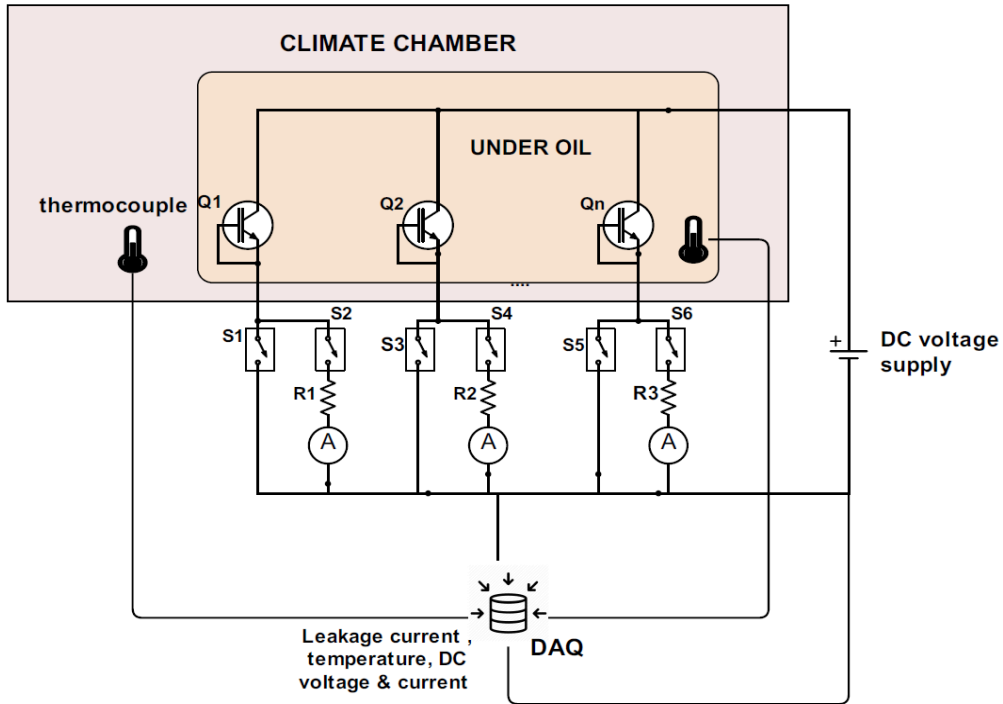 CLIMATE CHAMBER
UNDER OIL
thermocouple
Q1
Q2
Qn
....
S1
S2
S3
S4
S5
S6
R1
R2
R3
A
A
A
+
DC voltage
supply
Leakage current ,
temperature, DC
voltage & current
DAQ